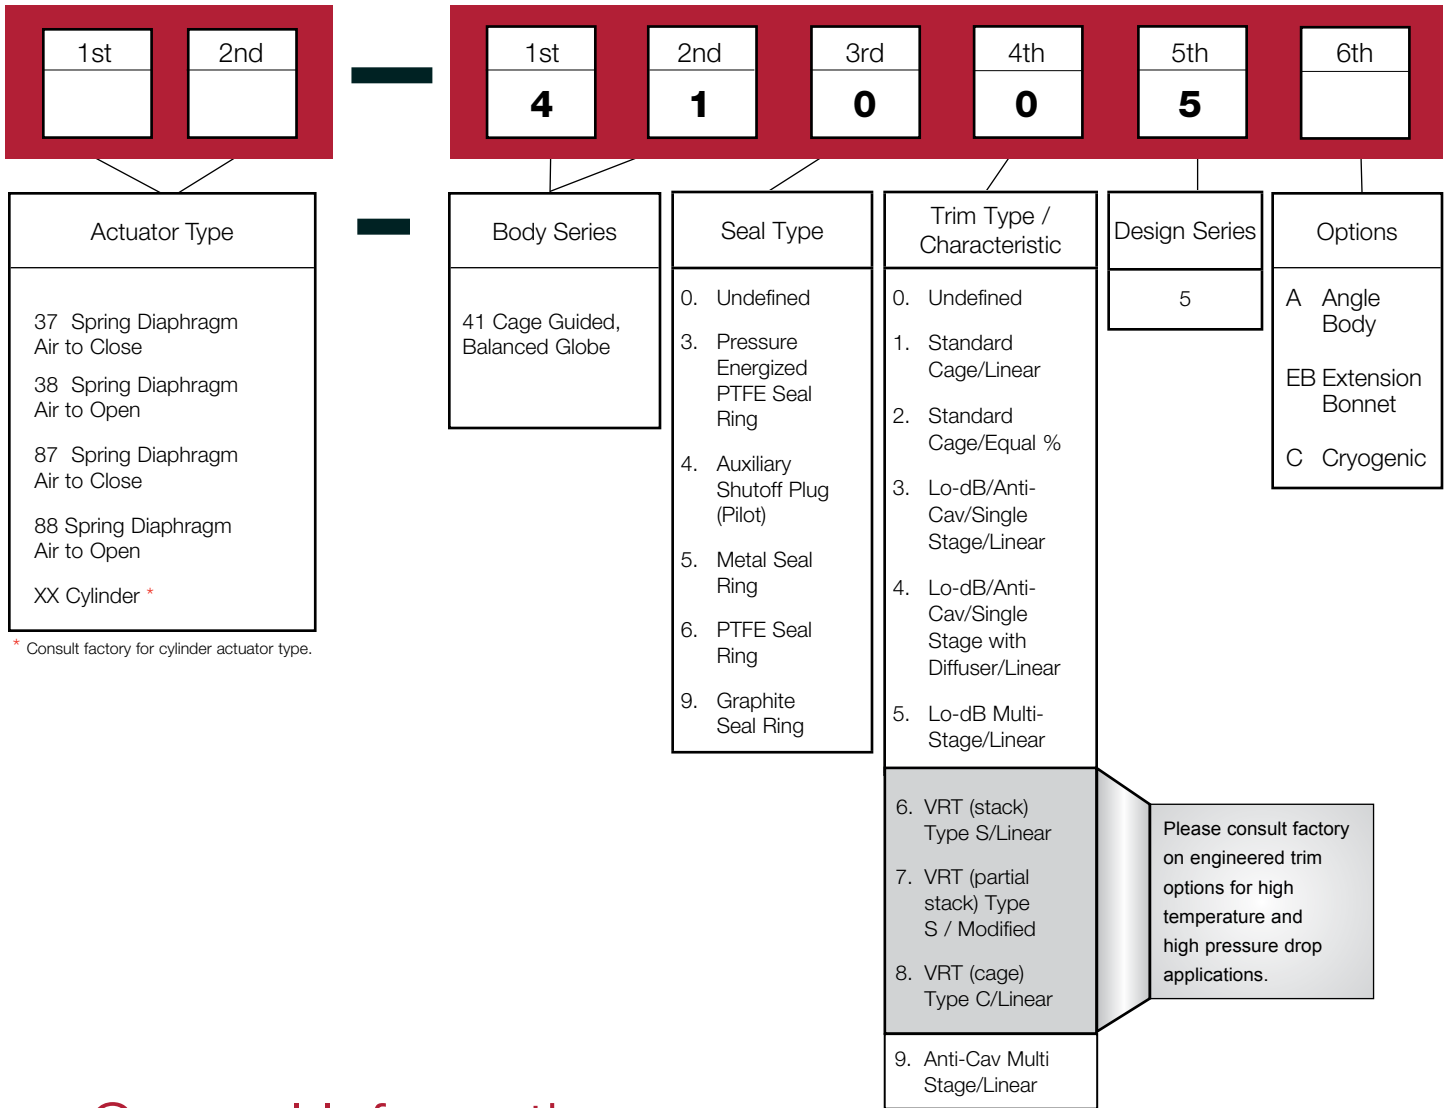 1st
2nd
1st
2nd
3rd
4th
5th
6th
4
1
0
0
5
Actuator Type
37 Spring Diaphragm
Air to Close
38 Spring Diaphragm
Air to Open
87 Spring Diaphragm
Air to Close
88 Spring Diaphragm
Air to Open
XX Cylinder *
* Consult factory for cylinder actuator type.
Body Series
41 Cage Guided,
Balanced Globe
Seal Type
0. Undefined
3. Pressure
Energized
PTFE Seal
Ring
4. Auxiliary
Shutoff Plug
(Pilot)
5. Metal Seal
Ring
6. PTFE Seal
Ring
9. Graphite
Seal Ring
Trim Type /
Characteristic
0. Undefined
1. Standard
Cage/Linear
2. Standard
Cage/Equal %
3. Lo-dB/Anti-
Cav/Single
Stage/Linear
4. Lo-dB/Anti-
Cav/Single
Stage with
Diffuser/Linear
5. Lo-dB Multi-
Stage/Linear
6. VRT (stack)
Type S/Linear
7. VRT (partial
stack) Type
S / Modified
8. VRT (cage)
Type C/Linear
9. Anti-Cav Multi
Stage/Linear
Please consult factory
on engineered trim
options for high
temperature and
high pressure drop
applications.
Design Series
5
Options
A Angle
Body
EB Extension
Bonnet
C Cryogenic